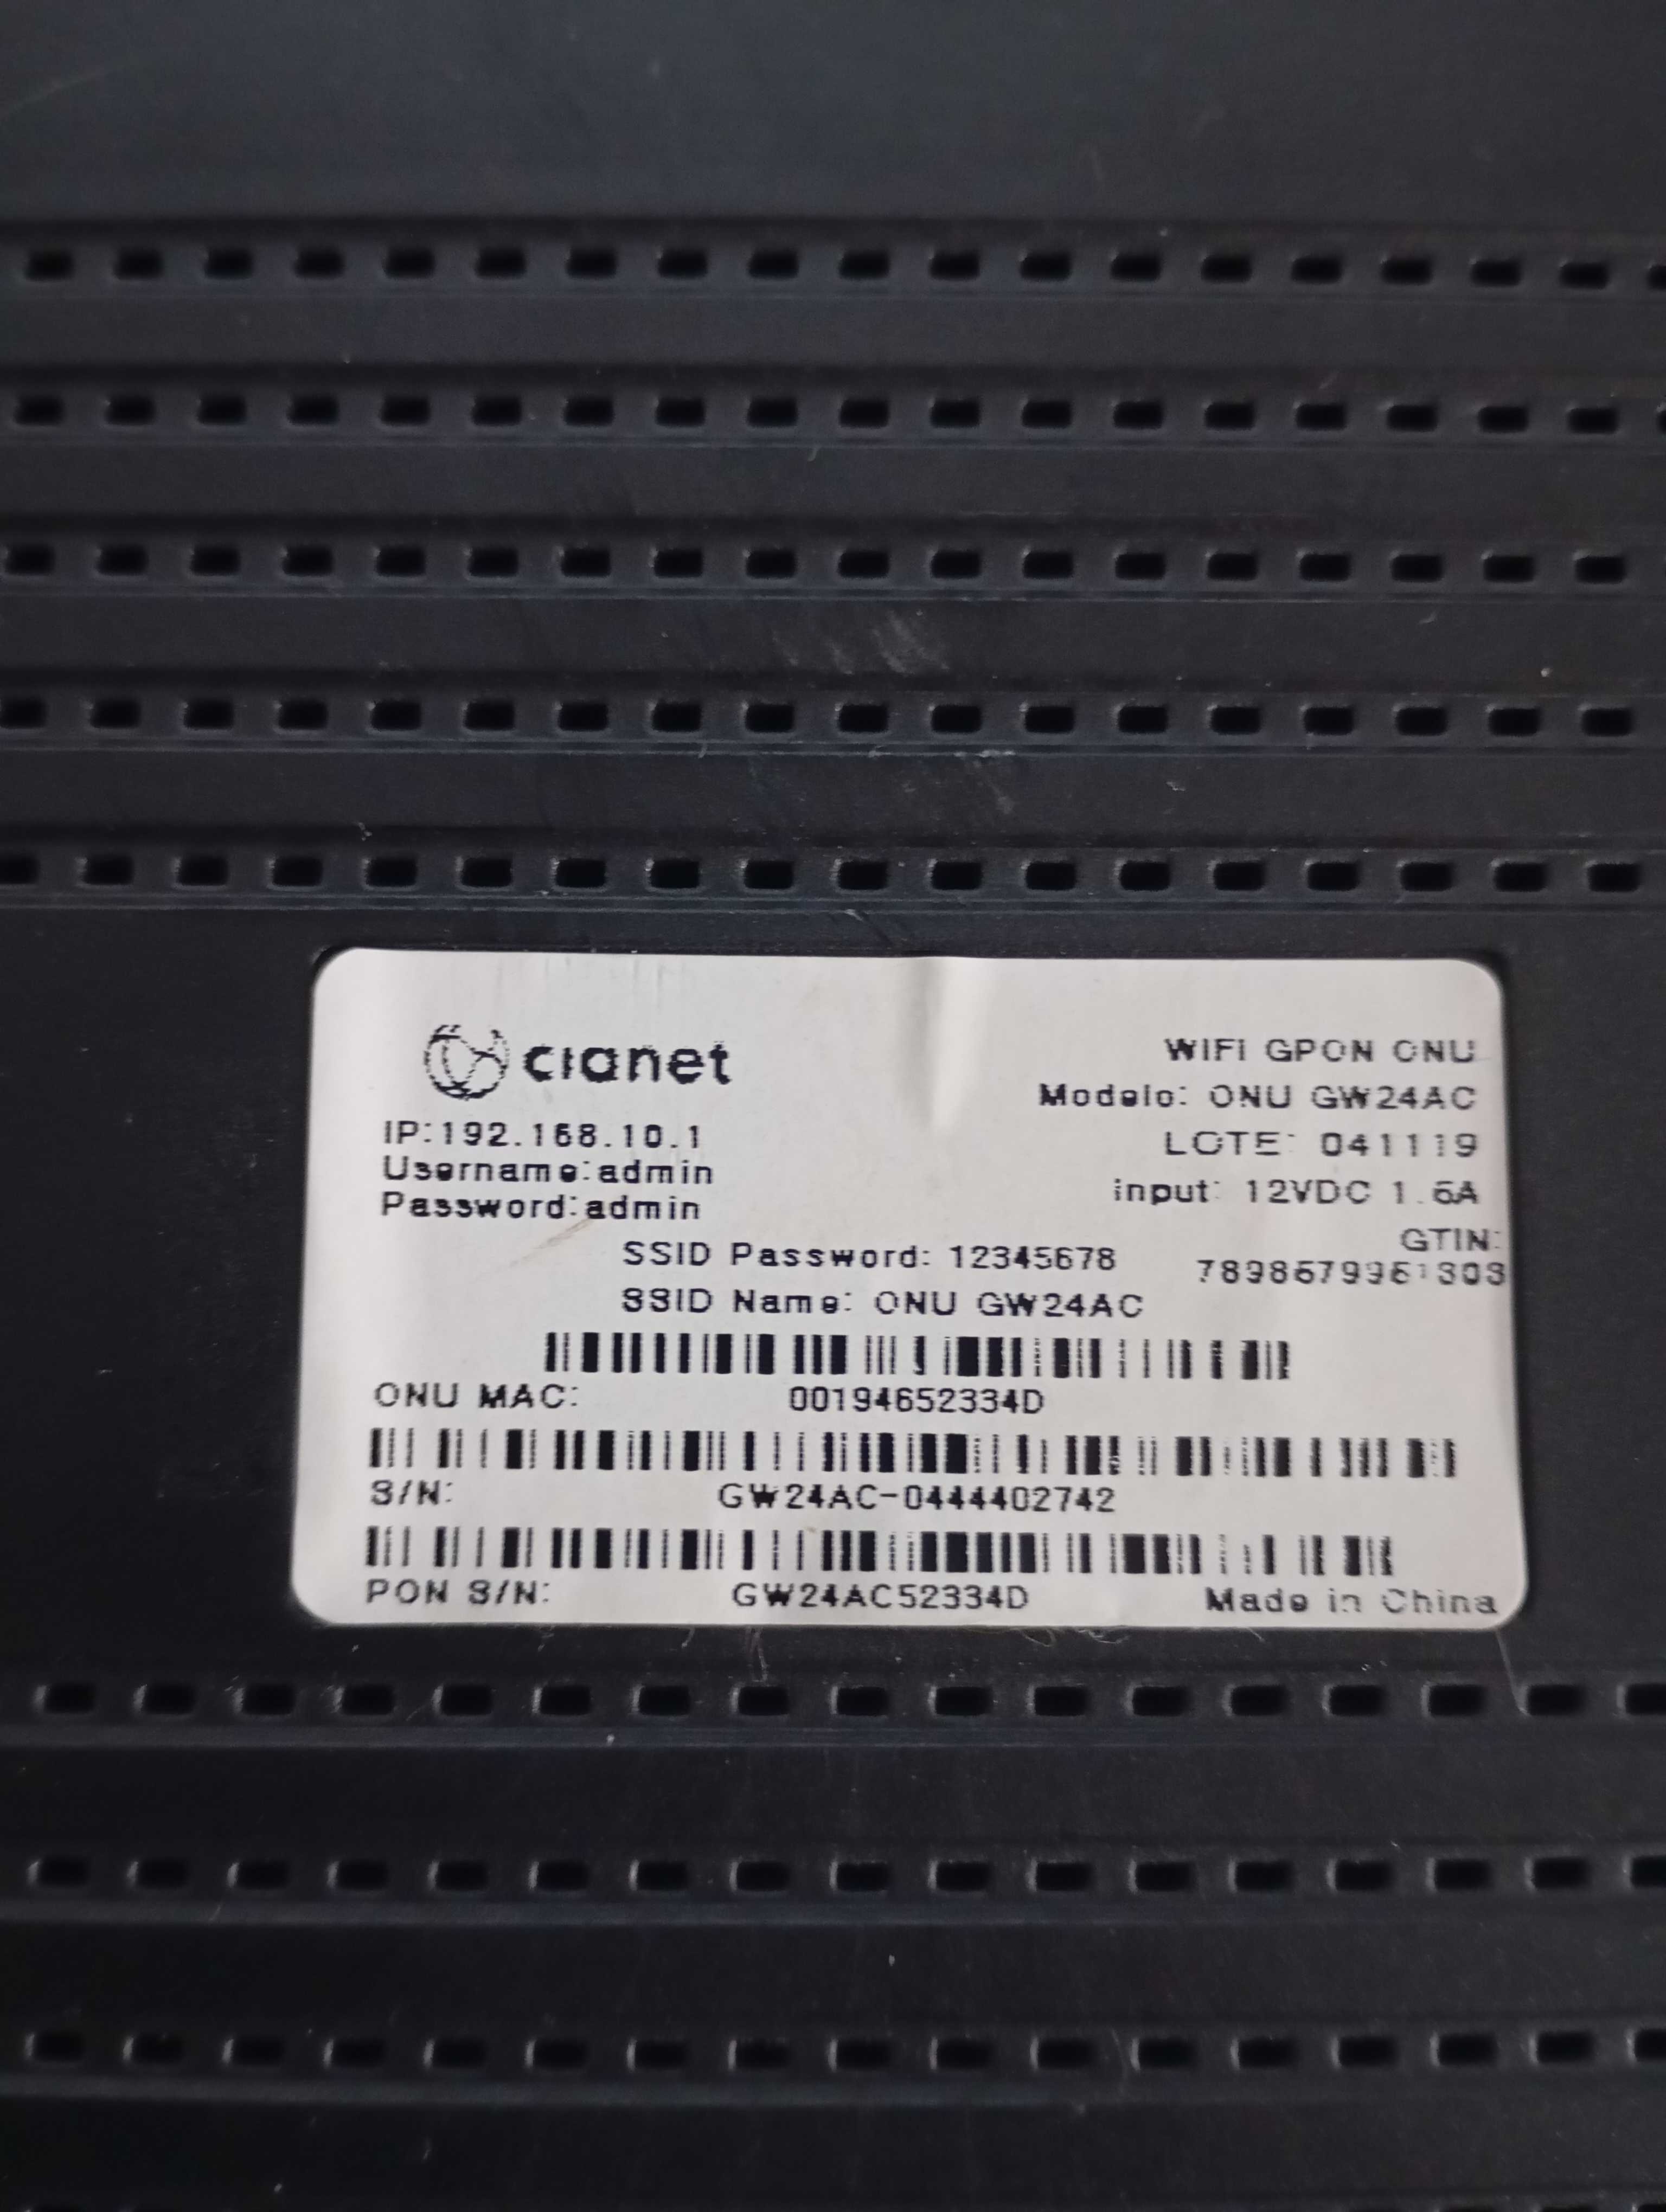 cianet
WIFI GPON ONU
Modelo: ONU GW24AC
IP:192.168.10.1
LOTE: 041119
Username:admin
input: 12VDC 1.5A
Password:admin
GTIN:
SSID Password: 12345678
SSID Name: ONU GW24AC
ONU MAC: 00194652334D
S/N: GW24AC-0444402742
PON S/N: GW24AC52334D
Made in China